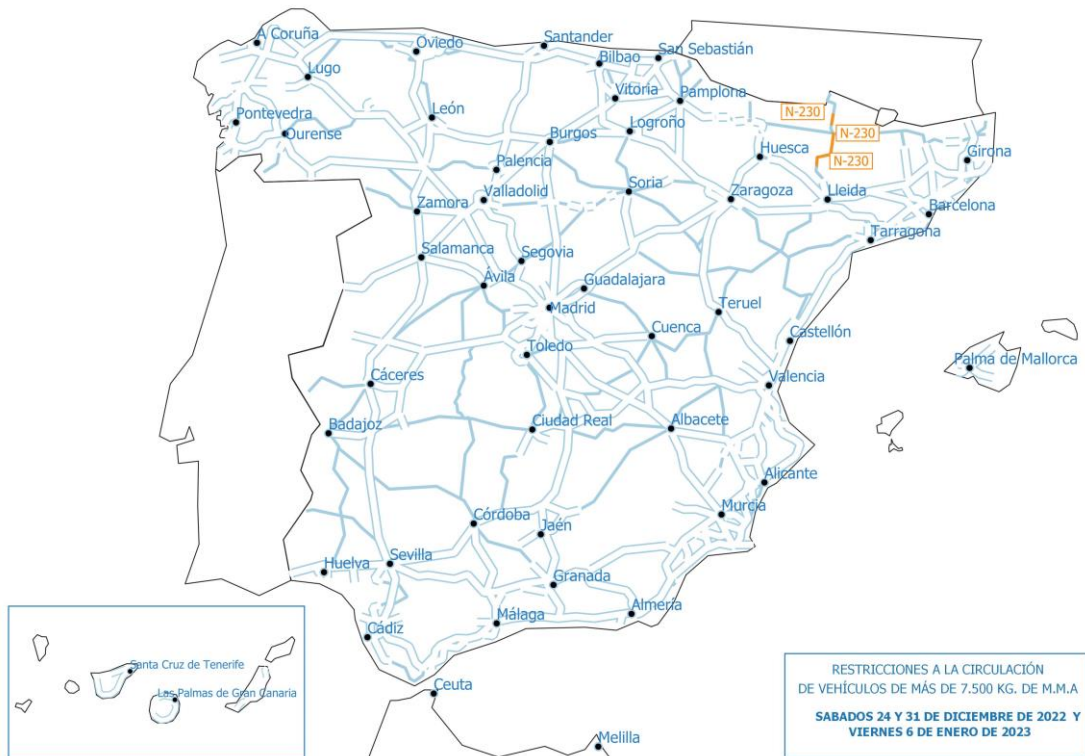 A Coruña
Oviedo
Santander
San Sebastián
Bilbao
Lugo
Vitoria
Pamplona
N-230
Pontevedra
León
Ourense
Logroño
N-230
Burgos
Huesca
N-230
Girona
Palencia
Soria
Valladolid
Zaragoza
Lleida
Zamora
Barcelona
Tarragona
Salamanca
Segovia
Ávila
Guadalajara
Madrid
Teruel
Cuenca
Castellón
Toledo
Palma de Mallorca
Cáceres
Valencia
Badajoz
Ciudad Real
Albacete
Alicante
Murcia
Córdoba
Jaén
Huelva
Sevilla
Granada
Almería
Málaga
Cádiz
Santa Cruz de Tenerife
Las Palmas de Gran Canaria
Ceuta
Melilla
RESTRICCIONES A LA CIRCULACIÓN
DE VEHÍCULOS DE MÁS DE 7.500 KG. DE M.M.A
SABADOS 24 Y 31 DE DICIEMBRE DE 2022 Y
VIERNES 6 DE ENERO DE 2023